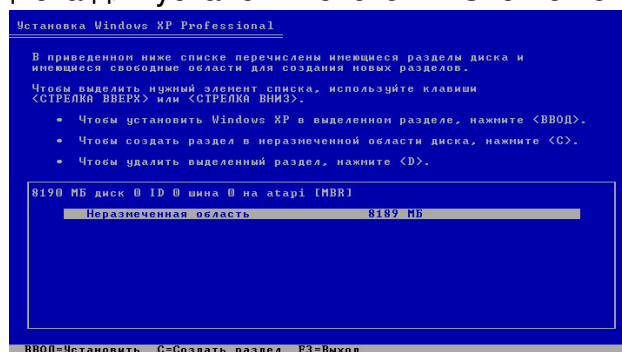 Установка Windows XP Professional
В приведенном ниже списке перечислены имеющиеся разделы диска и
имеющиеся свободные области для создания новых разделов.
Чтобы выделить нужный элемент списка, используйте клавиши
<СТРЕЛКА ВВЕРХ> или <СТРЕЛКА ВНИЗ>.
• Чтобы установить Windows XP в выделенном разделе, нажмите <ВВОД>.
• Чтобы создать раздел в неразмеченной области диска, нажмите <C>.
• Чтобы удалить выделенный раздел, нажмите <D>.
8190 МБ диск 0 ID 0 шина 0 на atapi [MBR]
Неразмеченная область 8189 МБ
ВВОД=Установить C=Создать раздел F3=Выход